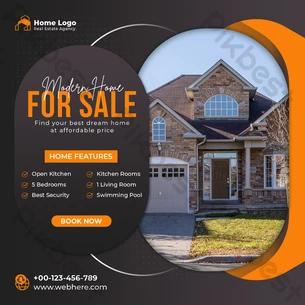 Home Logo
Real Estate Agency
Modern Home
FOR SALE
Find your best dream home
at affordable price
HOME FEATURES
Open Kitchen
Kitchen Rooms
5 Bedrooms
1 Living Room
Best Security
Swimming Pool
BOOK NOW
+00-123-456-789
www.webhere.com